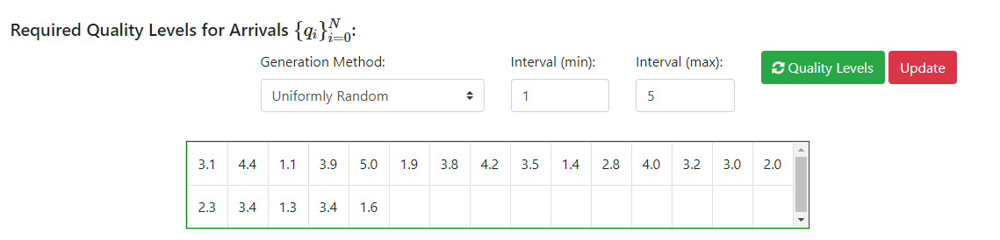 Required Quality Levels for Arrivals {qᵢ}ᵢ₌₀ᴺ:
Generation Method: Interval (min): Interval (max):
Uniformly Random 1 5 Quality Levels Update
3.1 4.4 1.1 3.9 5.0 1.9 3.8 4.2 3.5 1.4 2.8 4.0 3.2 3.0 2.0
2.3 3.4 1.3 3.4 1.6